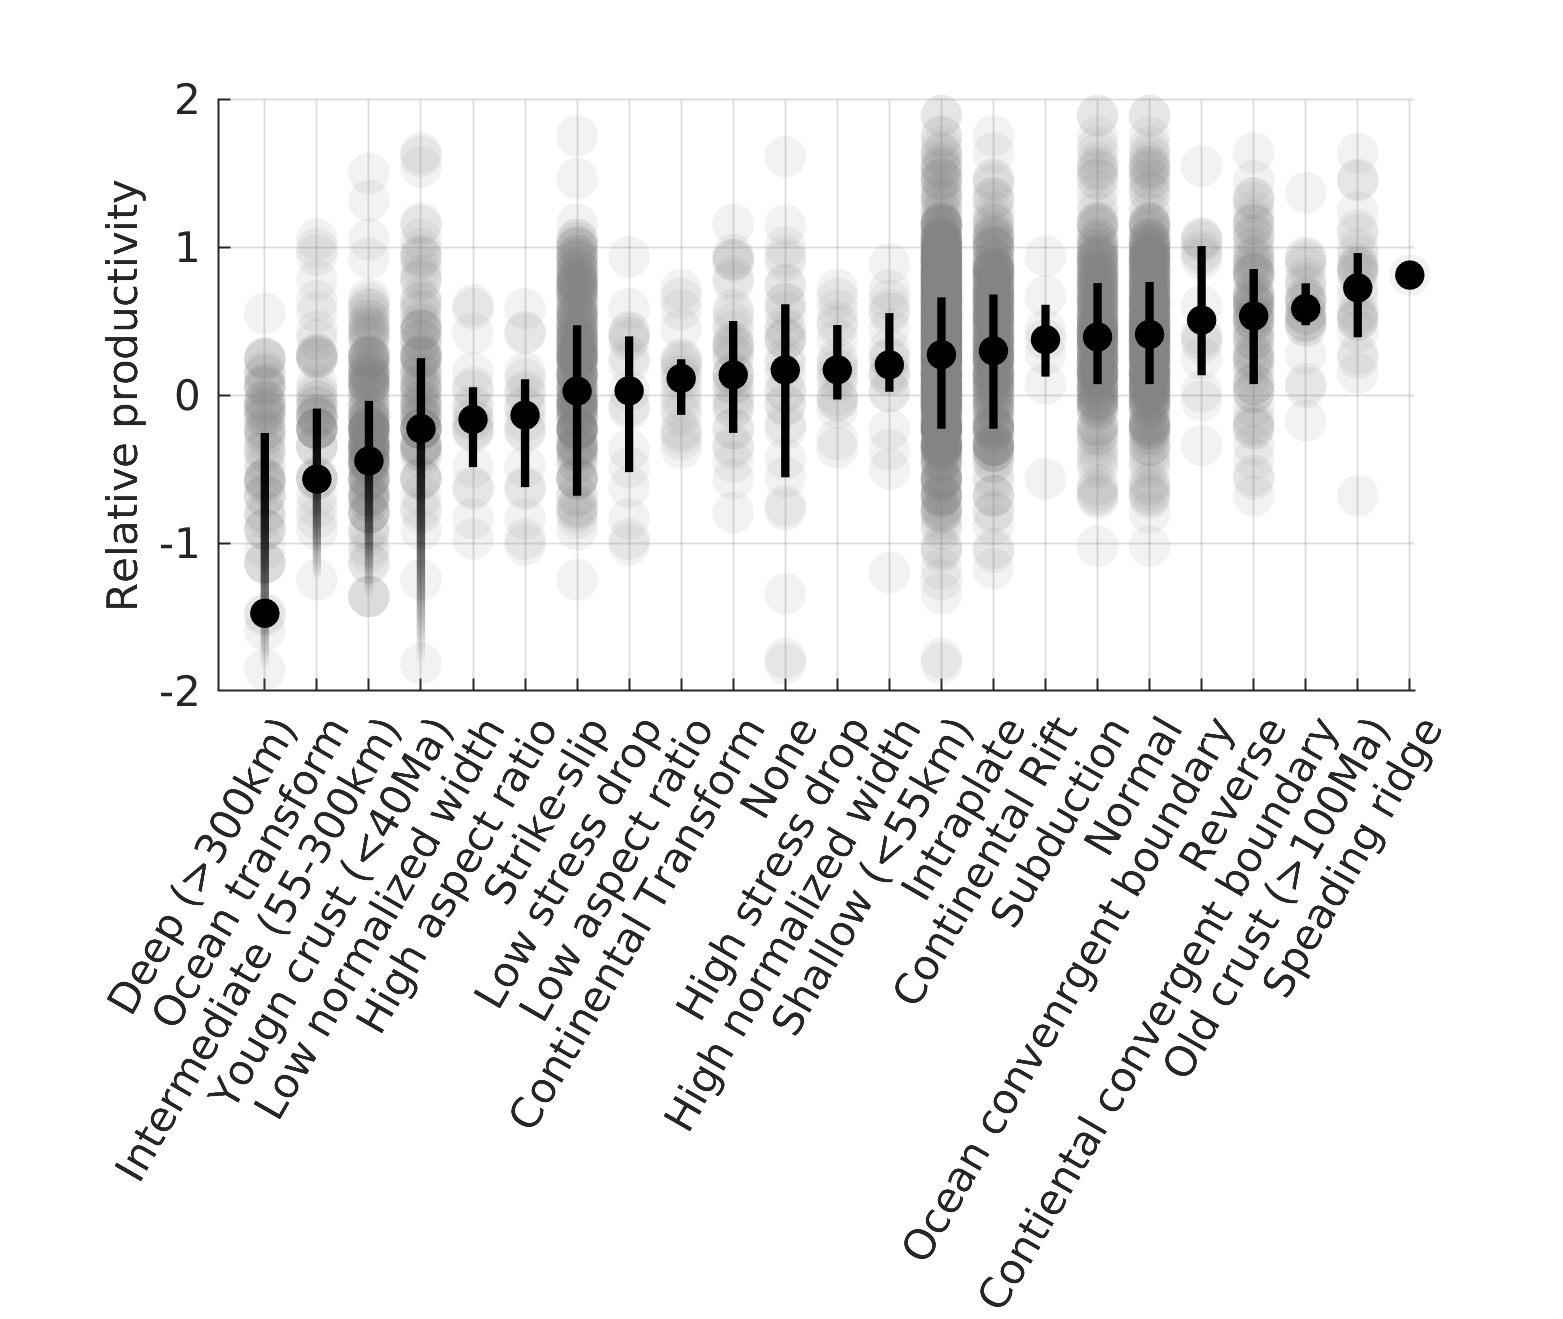 Relative productivity
2
1
0
-1
-2
Deep (>300km)
Ocean transform
Intermediate (55-300km)
Yougn crust (<40Ma)
Low normalized width
High aspect ratio
Strike-slip
Low stress drop
Low aspect ratio
Continental Transform
None
High stress drop
High normalized width
Shallow (<55km)
Intraplate
Continental Rift
Subduction
Normal
Ocean convenrgent boundary
Reverse
Contiental convergent boundary
Old crust (>100Ma)
Speading ridge